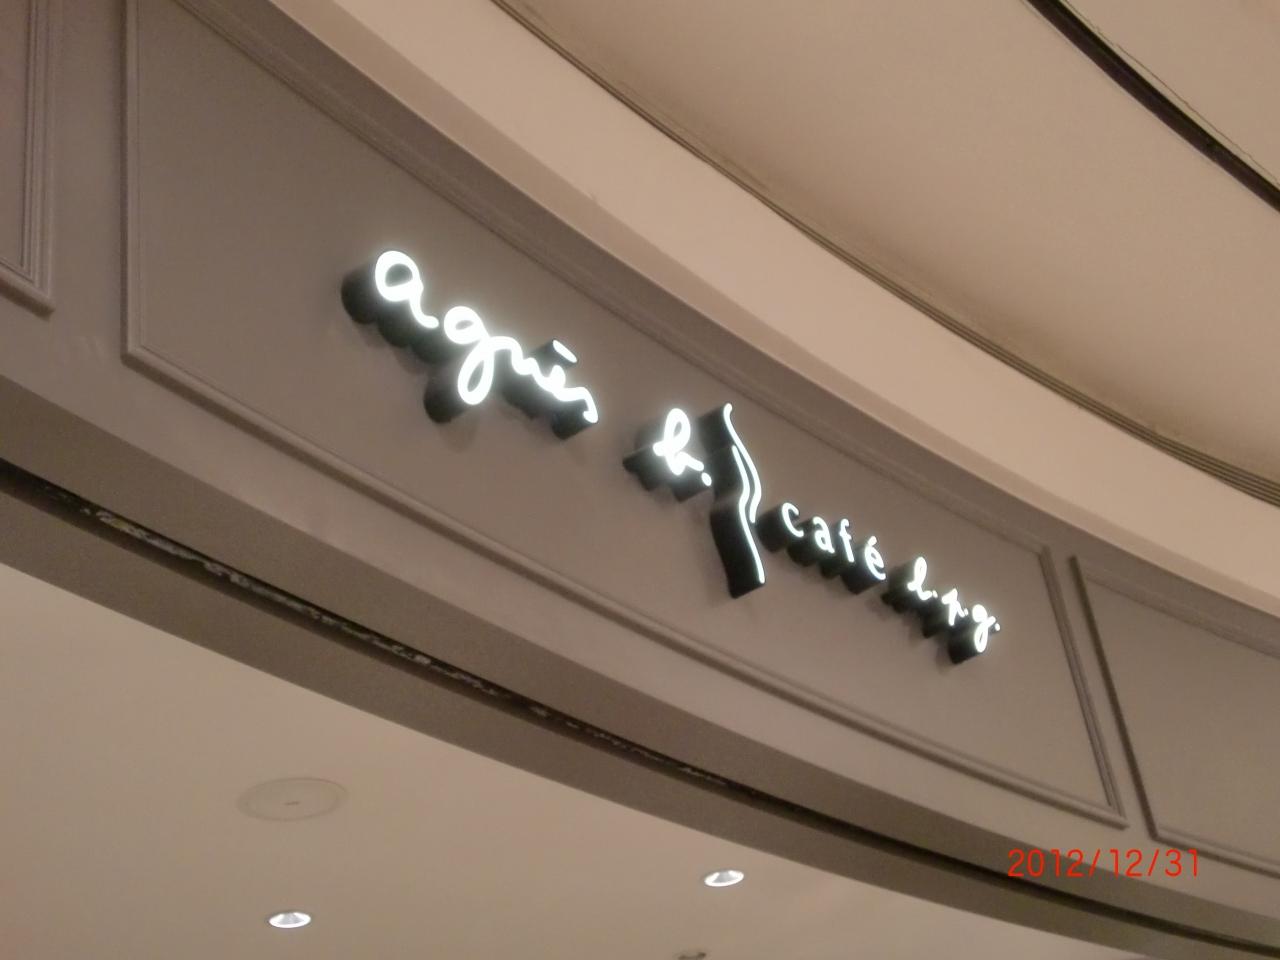 agnès b. café l.p.g.
2012/12/31